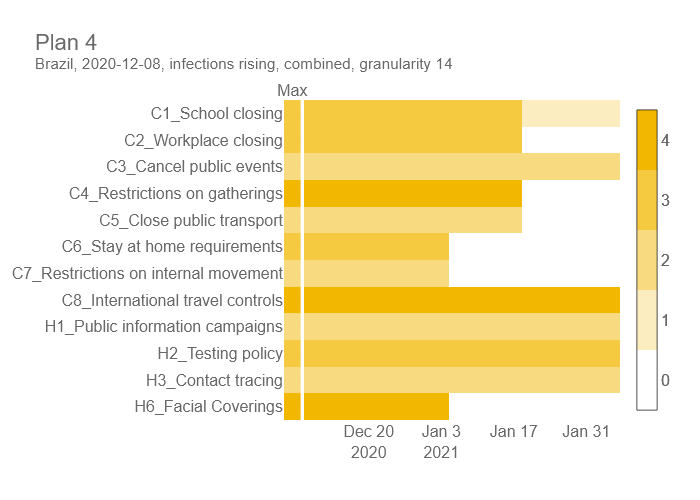 Plan 4
Brazil, 2020-12-08, infections rising, combined, granularity 14
Max
C1_School closing
C2_Workplace closing
C3_Cancel public events
C4_Restrictions on gatherings
C5_Close public transport
C6_Stay at home requirements
C7_Restrictions on internal movement
C8_International travel controls
H1_Public information campaigns
H2_Testing policy
H3_Contact tracing
H6_Facial Coverings
Dec 20 Jan 3 Jan 17 Jan 31
2020 2021
4
3
2
1
0